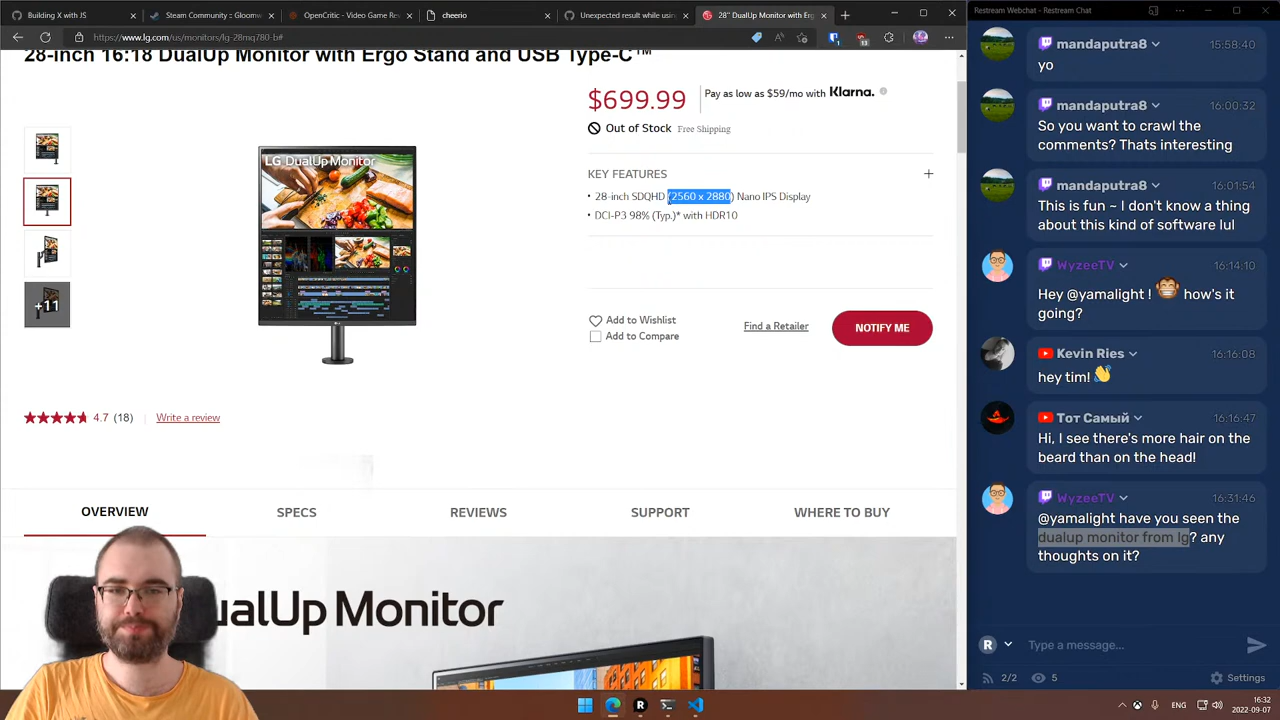 Building X with JS
Steam Community :: Gloomw
OpenCritic - Video Game Re
cheerio
Unexpected result while using
28" DualUp Monitor with Erg
https://www.lg.com/us/monitors/lg-28mq780-b#
28-inch 16:18 DualUp Monitor with Ergo Stand and USB Type-C™
$699.99
Pay as low as $59/mo with Klarna.
Out of Stock Free Shipping
KEY FEATURES
• 28-inch SDQHD (2560 x 2880) Nano IPS Display
• DCI-P3 98% (Typ.)* with HDR10
LG DualUp Monitor
+11
Add to Wishlist
Add to Compare
Find a Retailer
NOTIFY ME
4.7 (18)
Write a review
OVERVIEW
SPECS
REVIEWS
SUPPORT
WHERE TO BUY
ualUp Monitor
Restream Webchat - Restream Chat
mandaputra8 15:58:40
yo
mandaputra8 16:00:32
So you want to crawl the
comments? Thats interesting
16:01:54
This is fun ~ I don't know a thing
about this kind of software lul
WyzeeTV
Hey @yamalight ! how's it
going?
Kevin Ries 16:16:08
hey tim! 👋
Тот Самый 16:16:47
Hi, I see there's more hair on the
beard than on the head!
WyzeeTV 16:31:46
@yamalight have you seen the
dualup monitor from lg? any
thoughts on it?
R
Type a message...
2/2
5
Settings
ENG
16:32
2022-09-07